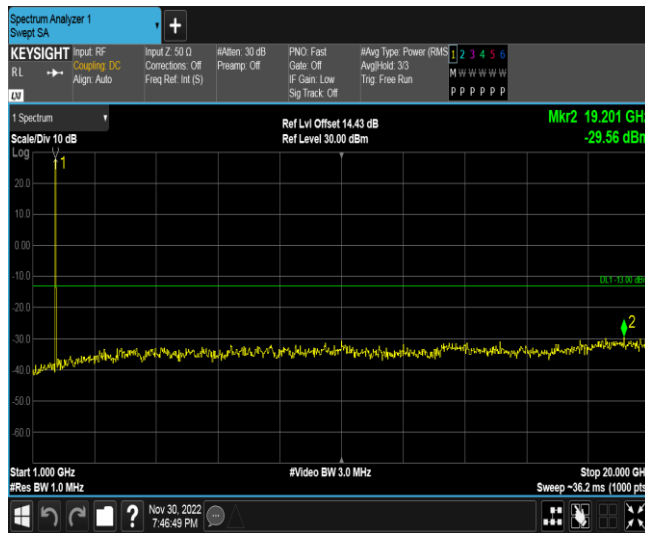 Spectrum Analyzer 1
Swept SA
+
KEYSIGHT
RL
LXI
Input: RF
Coupling: DC
Align: Auto
Input Z: 50 Ω
Corrections: Off
Freq Ref: Int (S)
#Atten: 30 dB
Preamp: Off
PNO: Fast
Gate: Off
IF Gain: Low
Sig Track: Off
#Avg Type: Power (RMS
Avg|Hold: 3/3
Trig: Free Run
1 2 3 4 5 6
M W W W W W
P P P P P P
1 Spectrum
Scale/Div 10 dB
Log
Ref Lvl Offset 14.43 dB
Ref Level 30.00 dBm
Mkr2 19.201 GH
-29.56 dBm
1
20.0
10.0
0.00
-10.0
DL1 -13.00 dB
-20.0
2
-30.0
-40.0
-50.0
-60.0
Start 1.000 GHz
#Res BW 1.0 MHz
#Video BW 3.0 MHz
Stop 20.000 GH
Sweep ~36.2 ms (1000 pts
?
Nov 30, 2022
7:46:49 PM